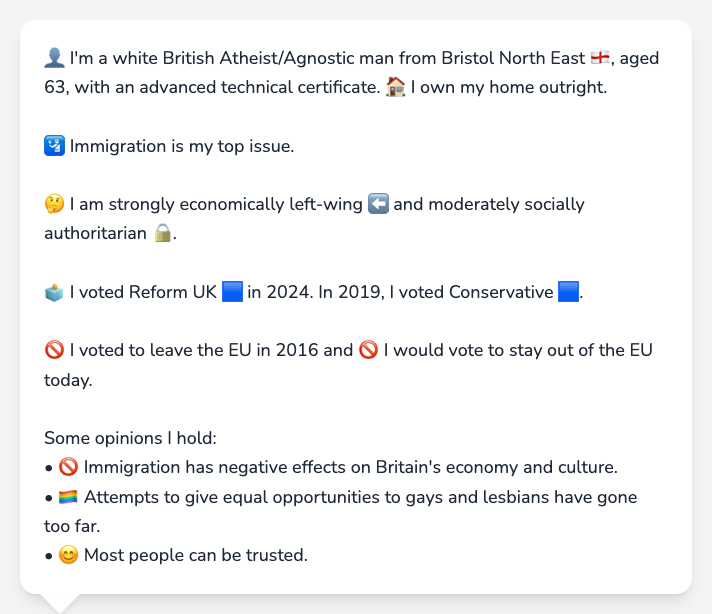 👤 I'm a white British Atheist/Agnostic man from Bristol North East 🏴󠁧󠁢󠁥󠁮󠁧󠁿, aged
63, with an advanced technical certificate. 🏠 I own my home outright.
🛂 Immigration is my top issue.
🤔 I am strongly economically left-wing ⬅️ and moderately socially
authoritarian 🔒.
🗳️ I voted Reform UK 🟦 in 2024. In 2019, I voted Conservative 🟦.
🚫 I voted to leave the EU in 2016 and 🚫 I would vote to stay out of the EU
today.
Some opinions I hold:
• 🚫 Immigration has negative effects on Britain's economy and culture.
• 🏳️‍🌈 Attempts to give equal opportunities to gays and lesbians have gone
too far.
• 😊 Most people can be trusted.